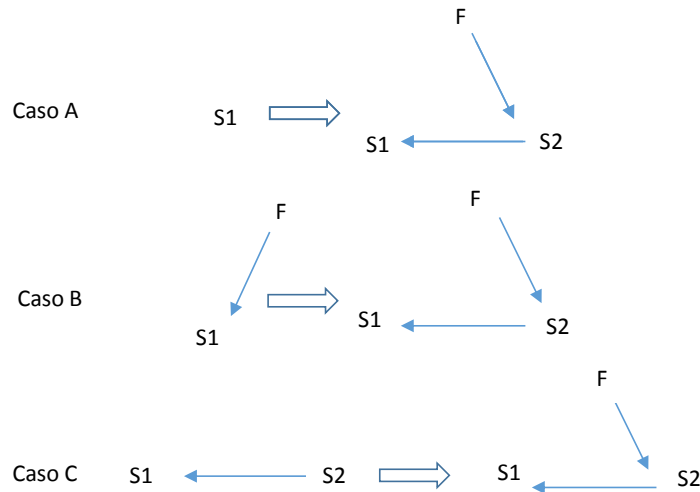 F
Caso A S1 S1 S2
F F
Caso B S1 S1 S2
F
Caso C S1 S2 S1 S2